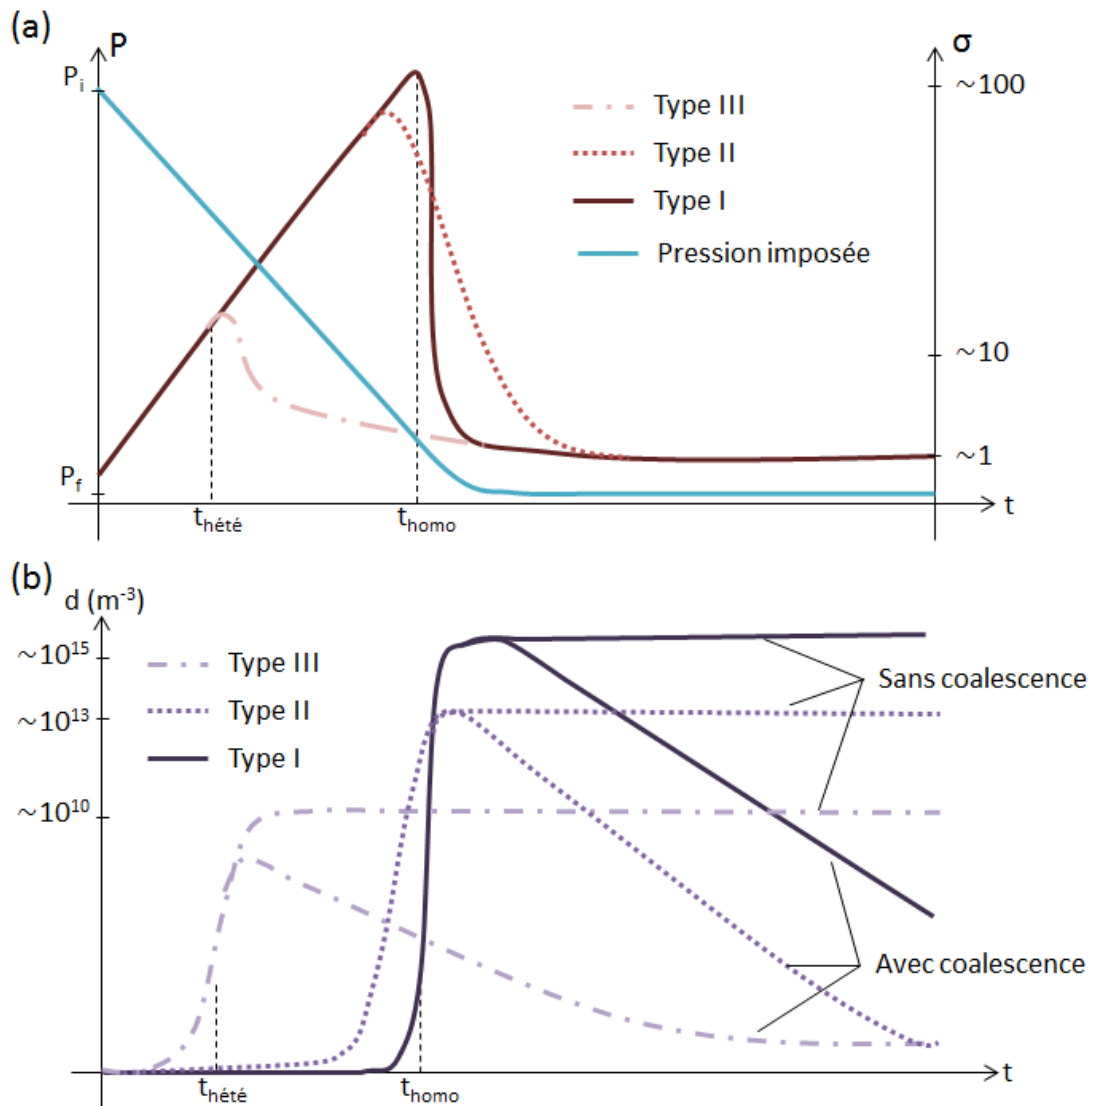 (a)
P
σ
Pi
~100
Type III
Type II
Type I
Pression imposée
~10
~1
Pf
thété
thomo
t
(b)
d (m-3)
~1015
~1013
~1010
Type III
Type II
Type I
Sans coalescence
Avec coalescence
thété
thomo
t